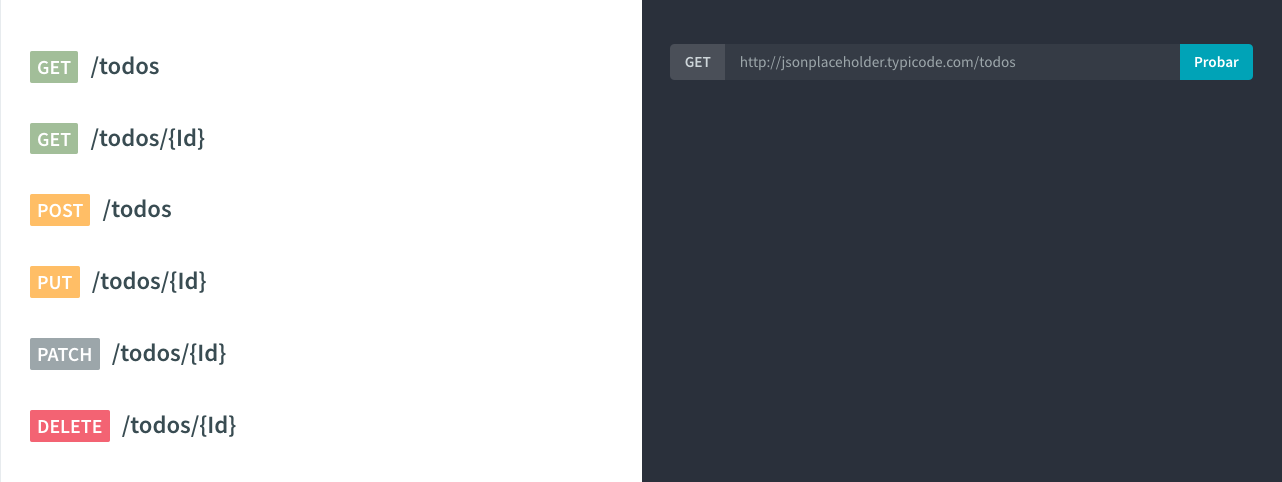 GET /todos
GET /todos/{Id}
POST /todos
PUT /todos/{Id}
PATCH /todos/{Id}
DELETE /todos/{Id}
GET http://jsonplaceholder.typicode.com/todos Probar